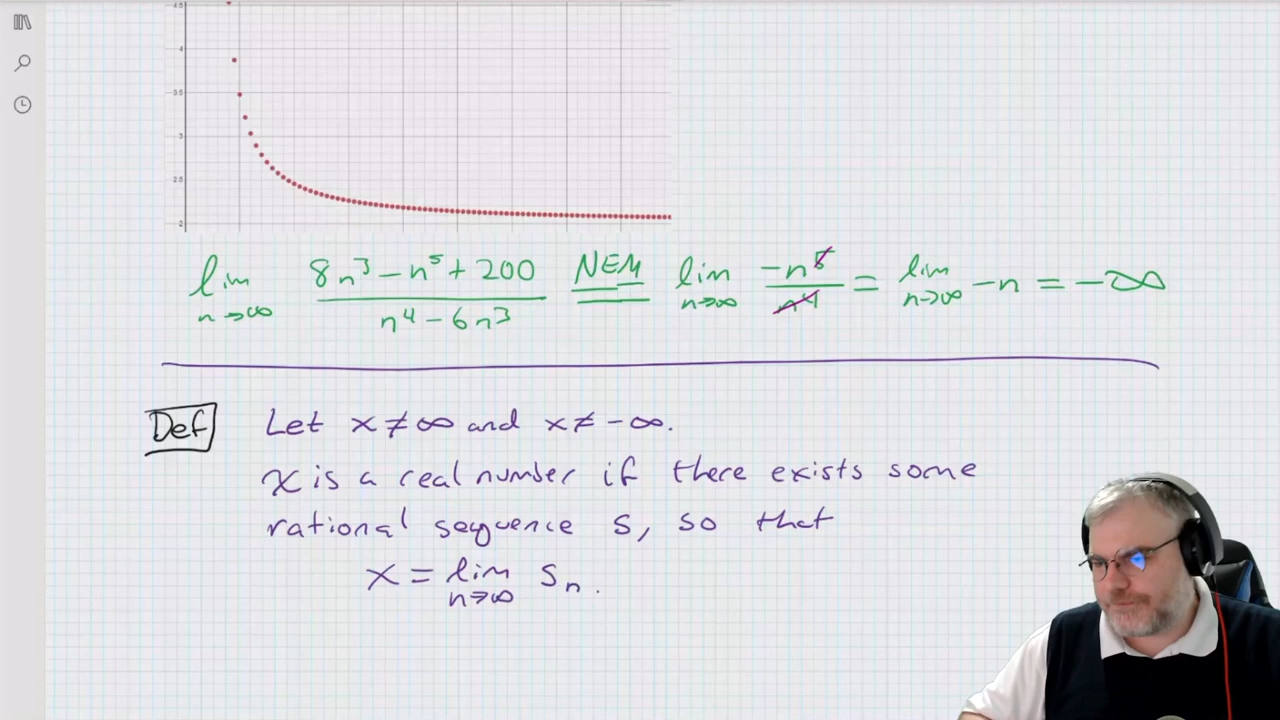 4.5
4
3.5
3
2.5
2
lim n→∞ (8n³ − n⁵ + 200)/(n⁴ − 6n³) NEM lim n→∞ −n⁵/n⁴ = lim n→∞ −n = −∞
Def Let x ≠ ∞ and x ≠ −∞.
x is a real number if there exists some
rational sequence s, so that
x = lim n→∞ sₙ.